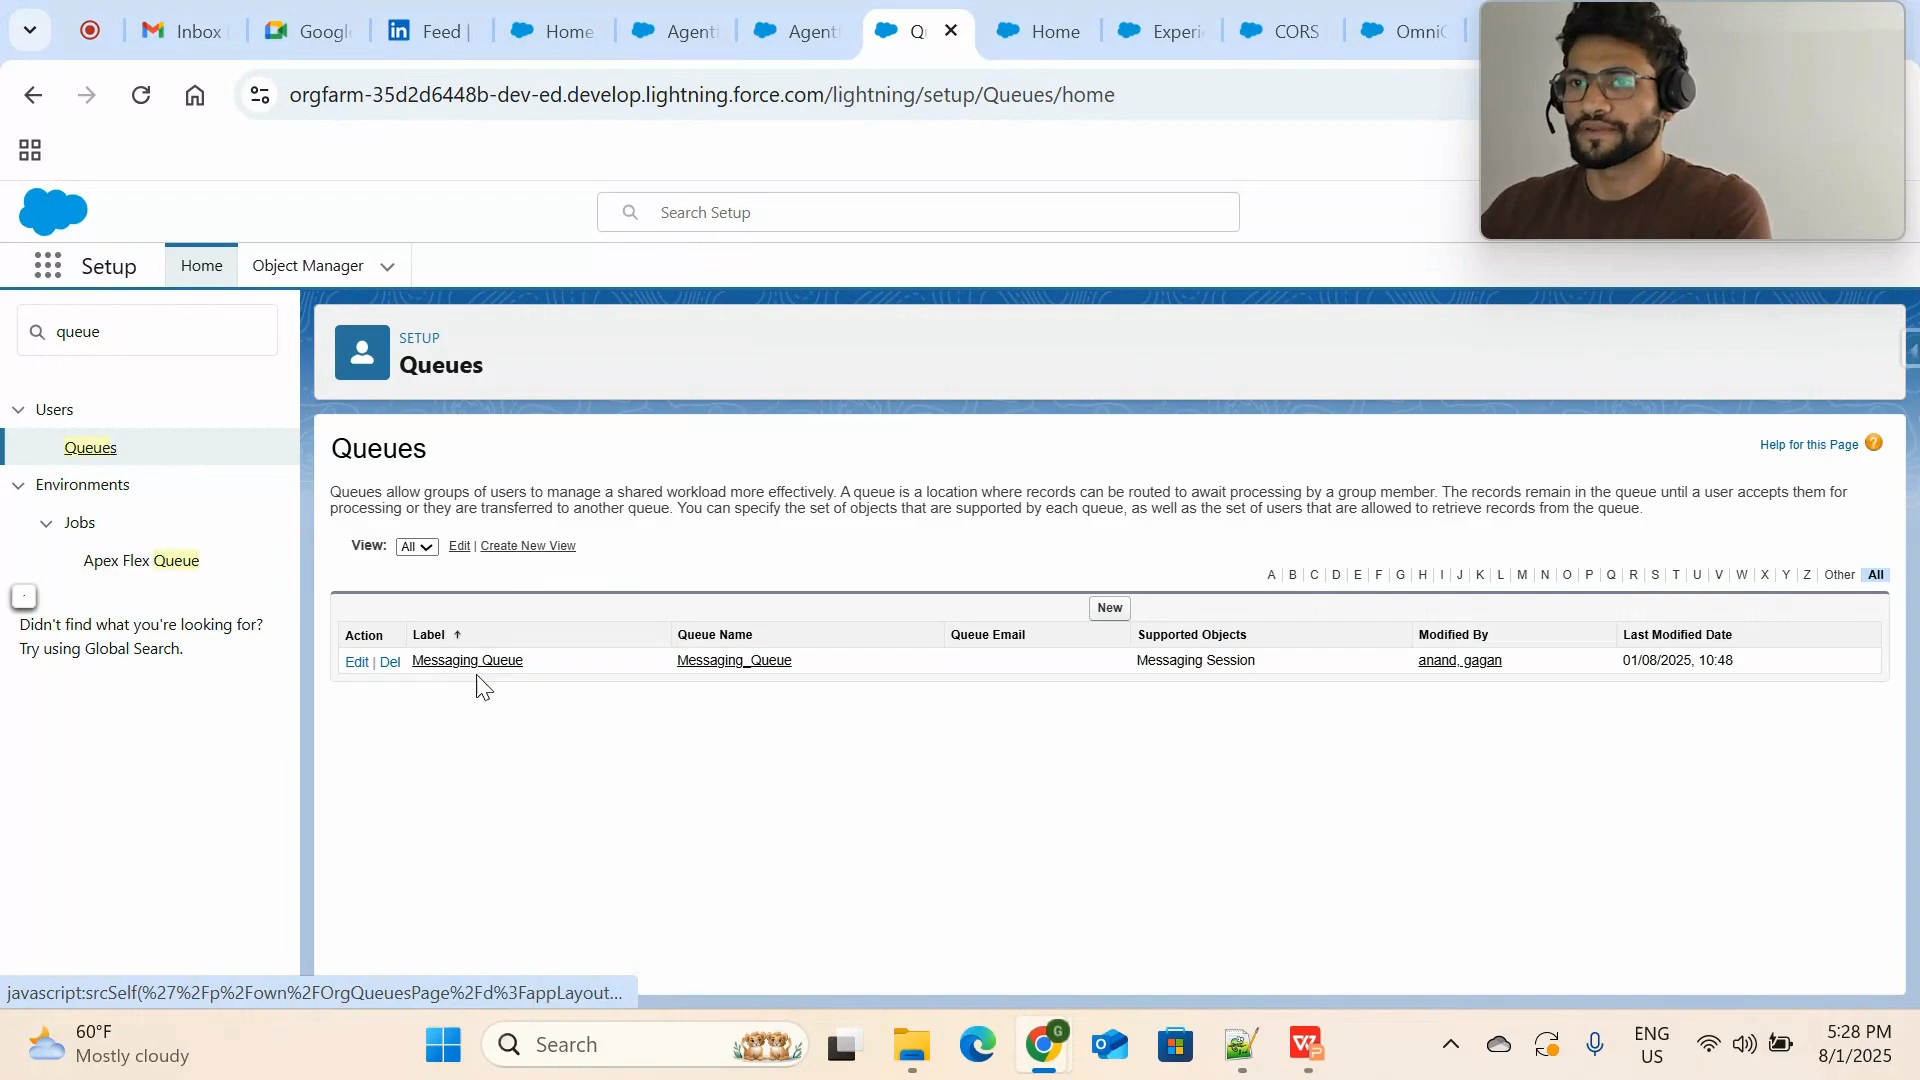 Inbox
Googl
Feed |
Home
Agent
Agent
Q
Home
Experi
CORS
Omni
orgfarm-35d2d6448b-dev-ed.develop.lightning.force.com/lightning/setup/Queues/home
Search Setup
Setup
Home
Object Manager
queue
SETUP
Queues
Users
Queues
Environments
Jobs
Apex Flex Queue
Didn't find what you're looking for?
Try using Global Search.
Queues
Help for this Page ?
Queues allow groups of users to manage a shared workload more effectively. A queue is a location where records can be routed to await processing by a group member. The records remain in the queue until a user accepts them for
processing or they are transferred to another queue. You can specify the set of objects that are supported by each queue, as well as the set of users that are allowed to retrieve records from the queue.
View: All Edit | Create New View
A | B | C | D | E | F | G | H | I | J | K | L | M | N | O | P | Q | R | S | T | U | V | W | X | Y | Z | Other All
New
Action Label Queue Name Queue Email Supported Objects Modified By Last Modified Date
Edit | Del Messaging Queue Messaging_Queue Messaging Session anand, gagan 01/08/2025, 10:48
javascript:srcSelf(%27%2Fp%2Fown%2FOrgQueuesPage%2Fd%3FappLayout...
60°F
Mostly cloudy
Search
G
ENG
US
5:28 PM
8/1/2025